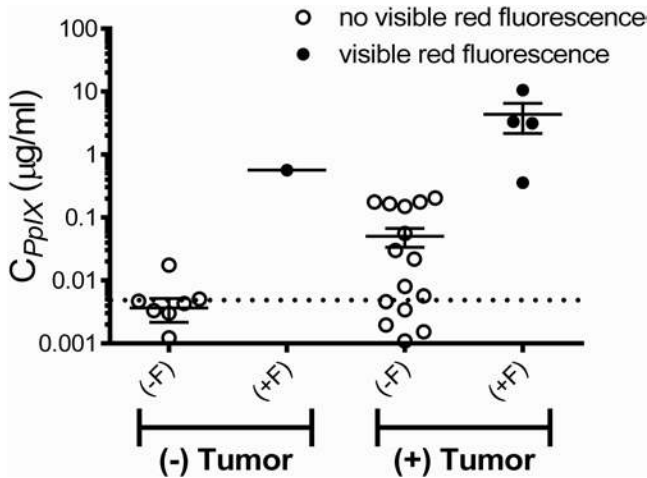 no visible red fluorescence
visible red fluorescence
100
10
1
0.1
0.01
0.001
C_PpIX (µg/ml)
(-F)
(+F)
(-F)
(+F)
(-) Tumor
(+) Tumor